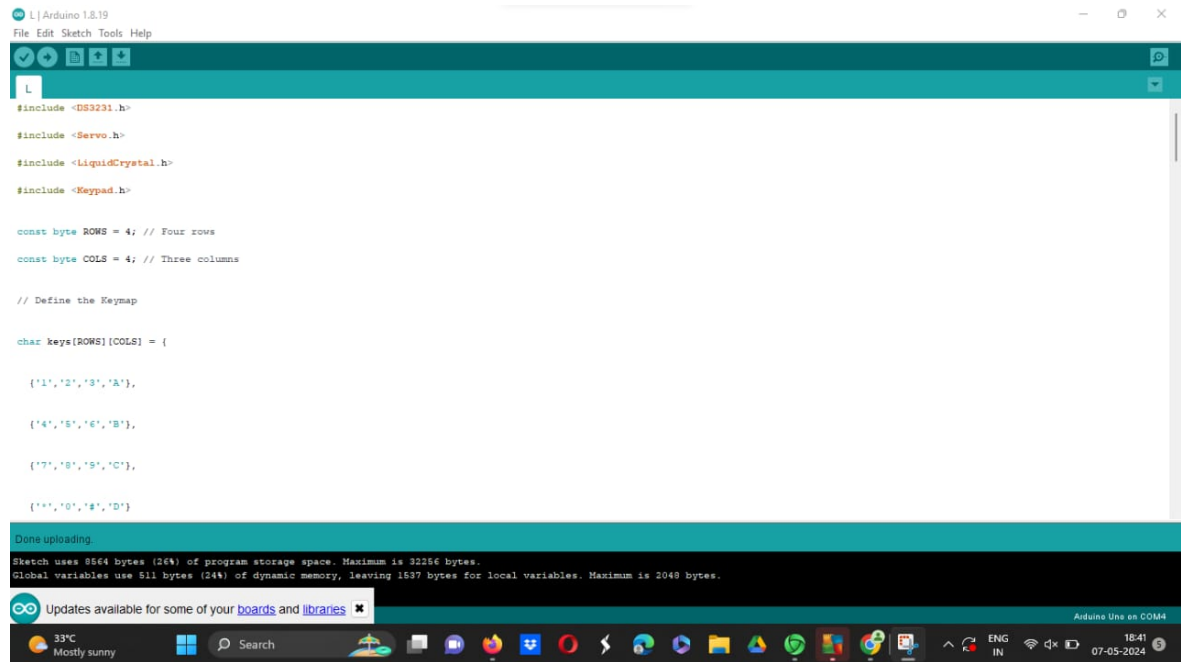 L | Arduino 1.8.19
File Edit Sketch Tools Help
L
#include <DS3231.h>
#include <Servo.h>
#include <LiquidCrystal.h>
#include <Keypad.h>
const byte ROWS = 4; // Four rows
const byte COLS = 4; // Three columns
// Define the Keymap
char keys[ROWS][COLS] = {
{'1','2','3','A'},
{'4','5','6','B'},
{'7','8','9','C'},
{'*','0','#','D'}
Done uploading.
Sketch uses 8564 bytes (26%) of program storage space. Maximum is 32256 bytes.
Global variables use 511 bytes (24%) of dynamic memory, leaving 1537 bytes for local variables. Maximum is 2048 bytes.
Updates available for some of your boards and libraries
Arduino Uno on COM4
33°C
Mostly sunny
Search
ENG
IN
18:41
07-05-2024
5